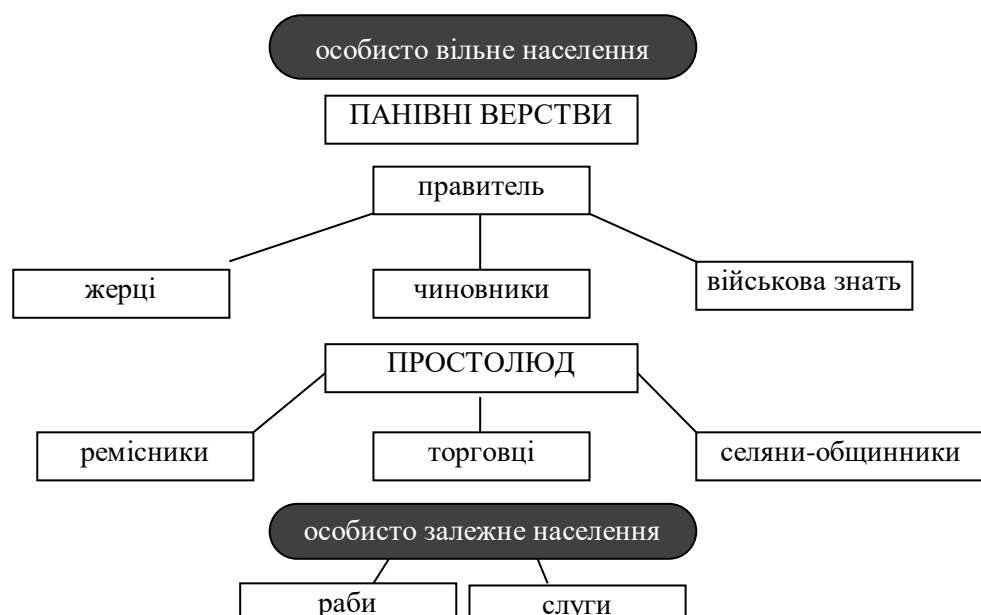 особисто вільне населення
ПАНІВНІ ВЕРСТВИ
правитель
жерці
чиновники
військова знать
ПРОСТОЛЮД
ремісники
торговці
селяни-общинники
особисто залежне населення
раби
слуги